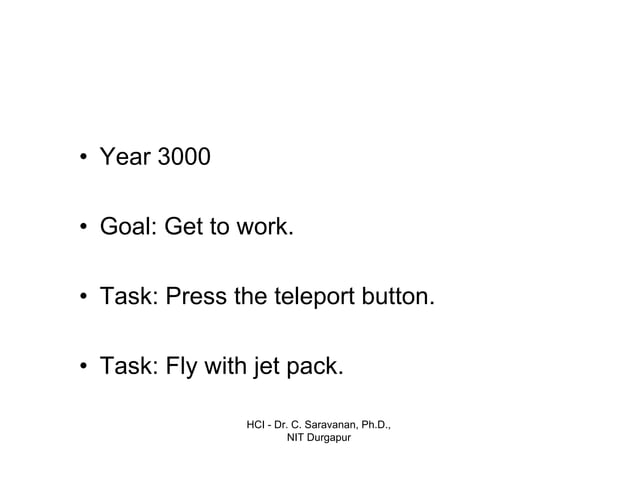 • Year 3000
• Goal: Get to work.
• Task: Press the teleport button.
• Task: Fly with jet pack.
HCI - Dr. C. Saravanan, Ph.D.,
NIT Durgapur